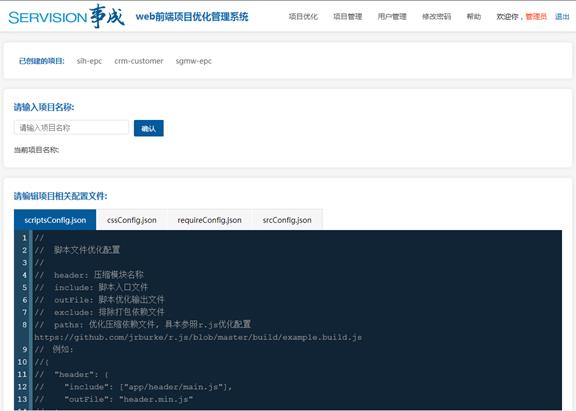 SERVISION事成 web前端项目优化管理系统 项目优化 项目管理 用户管理 修改密码 帮助 欢迎你，管理员 退出
已创建的项目: sih-epc crm-customer sgmw-epc
请输入项目名称:
请输入项目名称 确认
当前项目名称:
请编辑项目相关配置文件:
scriptsConfig.json cssConfig.json requireConfig.json srcConfig.json
1 //
2 // 脚本文件优化配置
3 //
4 // header: 压缩模块名称
5 // include: 脚本入口文件
6 // outFile: 脚本优化输出文件
7 // exclude: 排除打包依赖文件
8 // paths: 优化压缩依赖文件, 具本参照r.js优化配置
https://github.com/jrburke/r.js/blob/master/build/example.build.js
9 // 例如:
10 //{
11 // "header": {
12 // "include": ["app/header/main.js"],
13 // "outFile": "header.min.js"